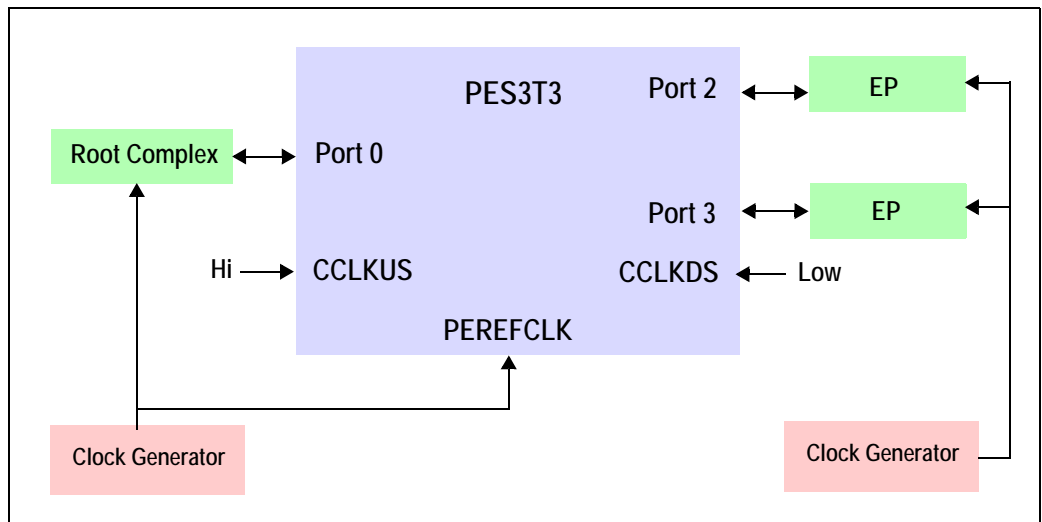 PES3T3
Port 2
EP
Root Complex
Port 0
Port 3
EP
Hi
CCLKUS
CCLKDS
Low
PEREFCLK
Clock Generator
Clock Generator